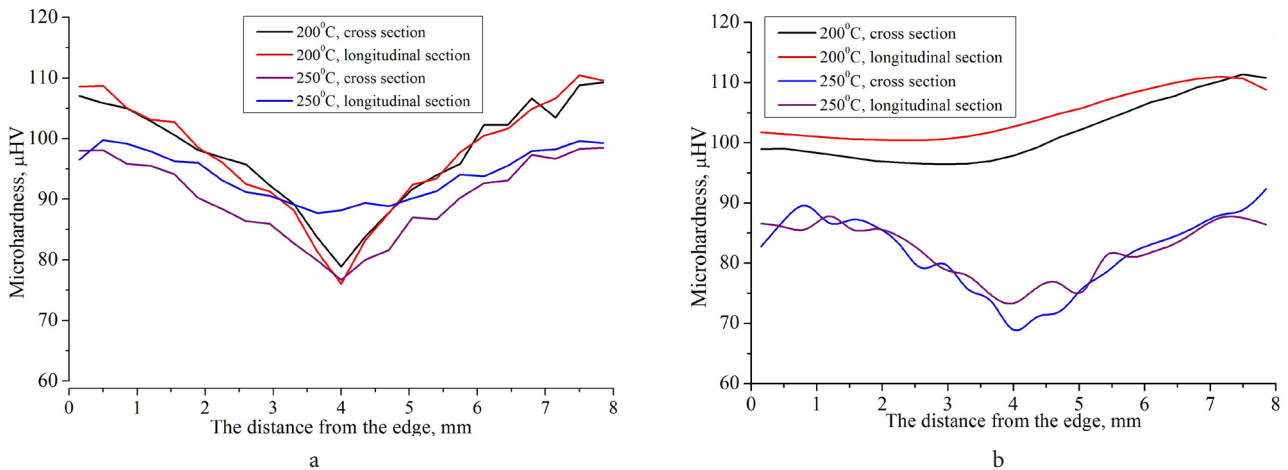 120
110
100
90
80
70
60
Microhardness, μHV
200⁰C, cross section
200⁰C, longitudinal section
250⁰C, cross section
250⁰C, longitudinal section
0 1 2 3 4 5 6 7 8
The distance from the edge, mm
a
120
110
100
90
80
70
60
Microhardness, μHV
200⁰C, cross section
200⁰C, longitudinal section
250⁰C, cross section
250⁰C, longitudinal section
0 1 2 3 4 5 6 7 8
The distance from the edge, mm
b